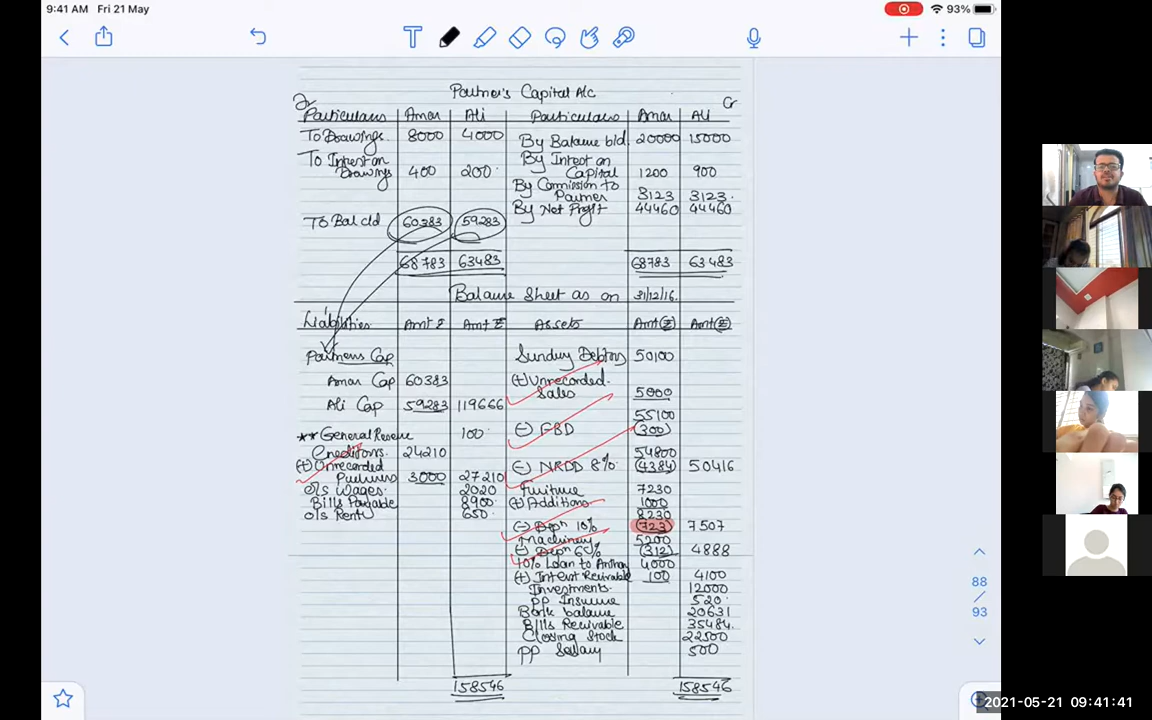 9:41 AM Fri 21 May 93%
Partner's Capital A/c
Dr Cr
Particulars Amar Ali Particulars Amar Ali
To Drawings 8000 4000 By Balance b/d 20000 15000
To Interest on Drawings 400 200 By Interest on Capital 1200 900
By Commission to Partner 3123 3123
By Net Profit 44460 44460
To Bal c/d 60383 59283
68783 63483 68783 63483
Balance Sheet as on 31/12/16.
Liabilities Amt ₹ Amt ₹ Assets Amt(₹) Amt(₹)
Partners Cap Sundry Debtors 50100
Amar Cap 60383 (+) Unrecorded Sales 5000
Ali Cap 59283 119666 55100
** General Reserve 100 (-) FBD (300)
Creditors 24210 54800
(+) Unrecorded Purchases 3000 27210 (-) NRDD 8% (4384) 50416
O/s Wages 2020 Furniture 7230
Bills Payable 8900 (+) Additions 1000
O/s Rent 650 8230
(-) Depn 10% (723) 7507
Machinery 5200
(-) Depn 6% (312) 4888
10% Loan to Anthony 4000
(+) Interest Receivable 100 4100
Investments 12000
PP Insurance 520
Bank balance 20631
Bills Receivable 35484
Closing Stock 22500
PP Salary 500
158546 158546
88
/
93
2021-05-21 09:41:41